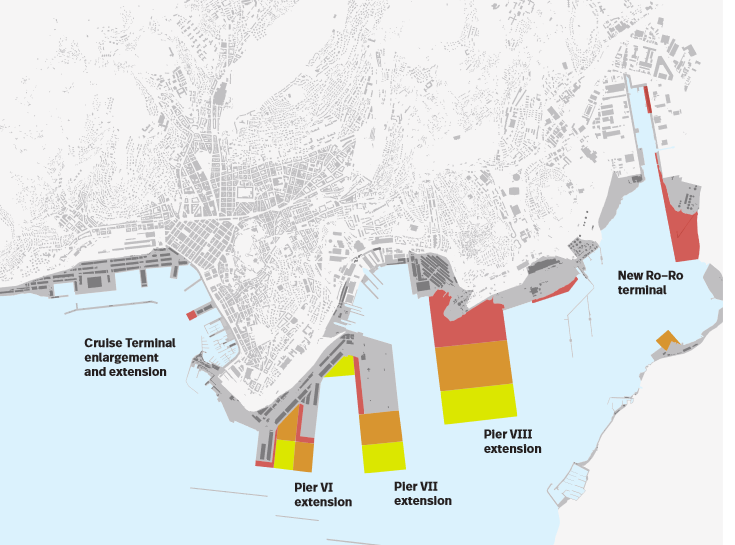 New Ro–Ro
terminal
Cruise Terminal
enlargement
and extension
Pier VIII
extension
Pier VI
extension
Pier VII
extension